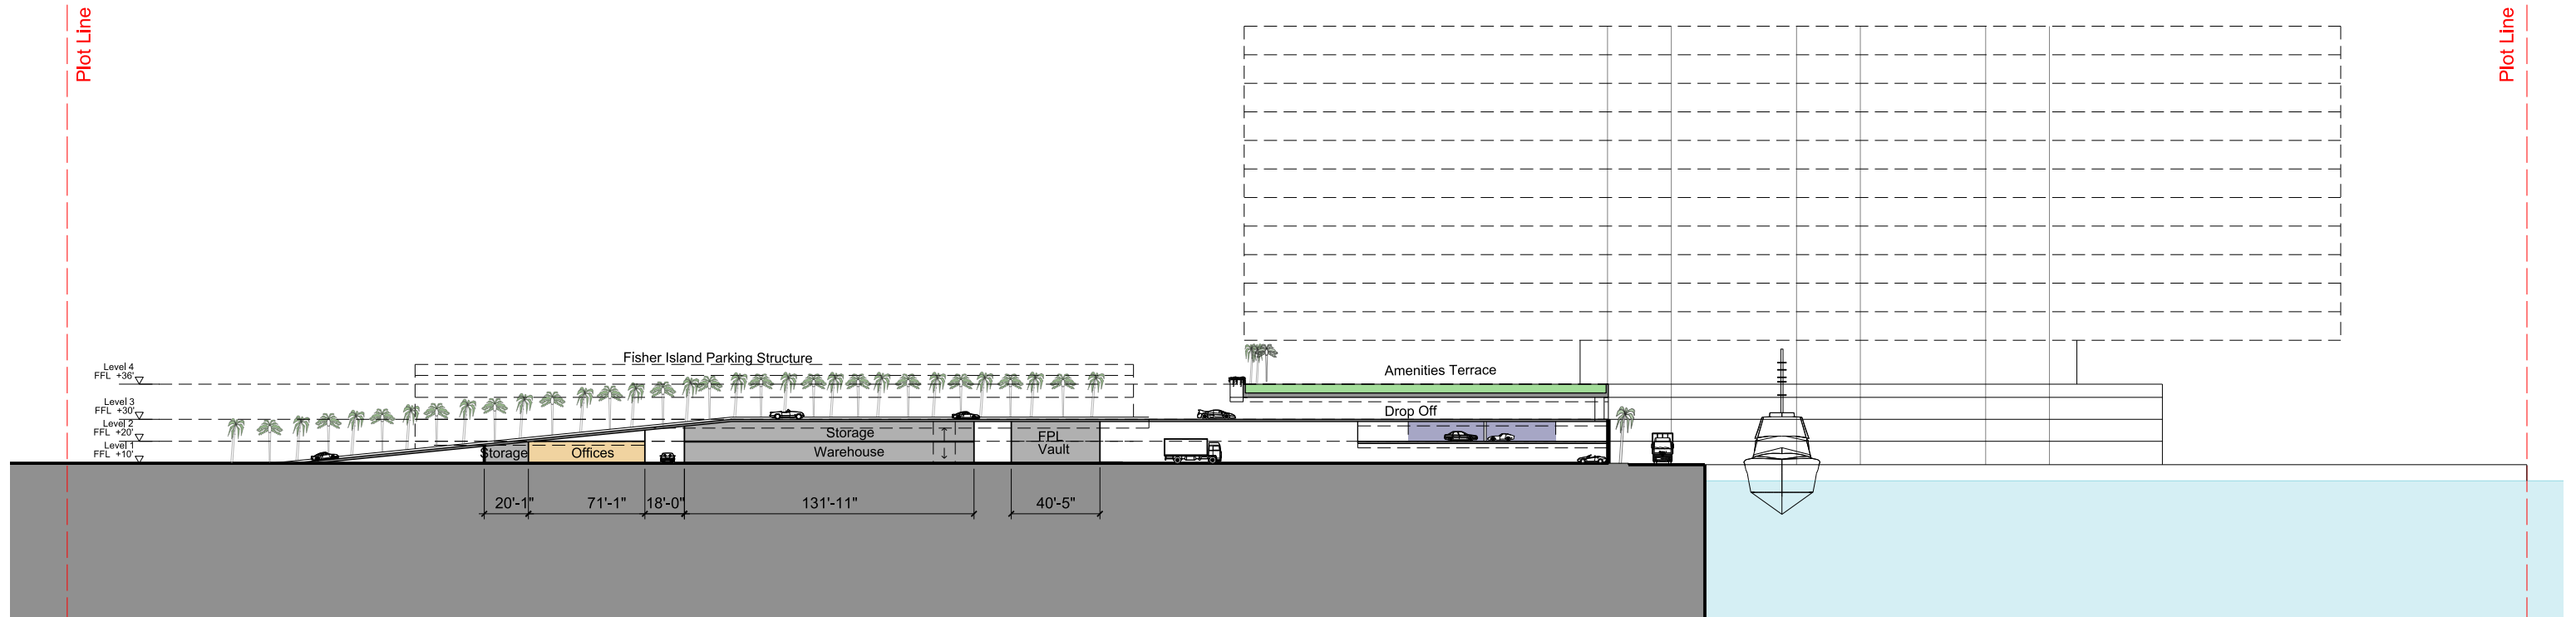 Plot Line
Plot Line
Fisher Island Parking Structure
Level 4
FFL +36'
Amenities Terrace
Level 3
FFL +30'
Drop Off
Level 2
FFL +20'
Storage
FPL
Vault
Level 1
FFL +10'
Storage
Offices
Warehouse
20'-1"
71'-1"
18'-0"
131'-11"
40'-5"